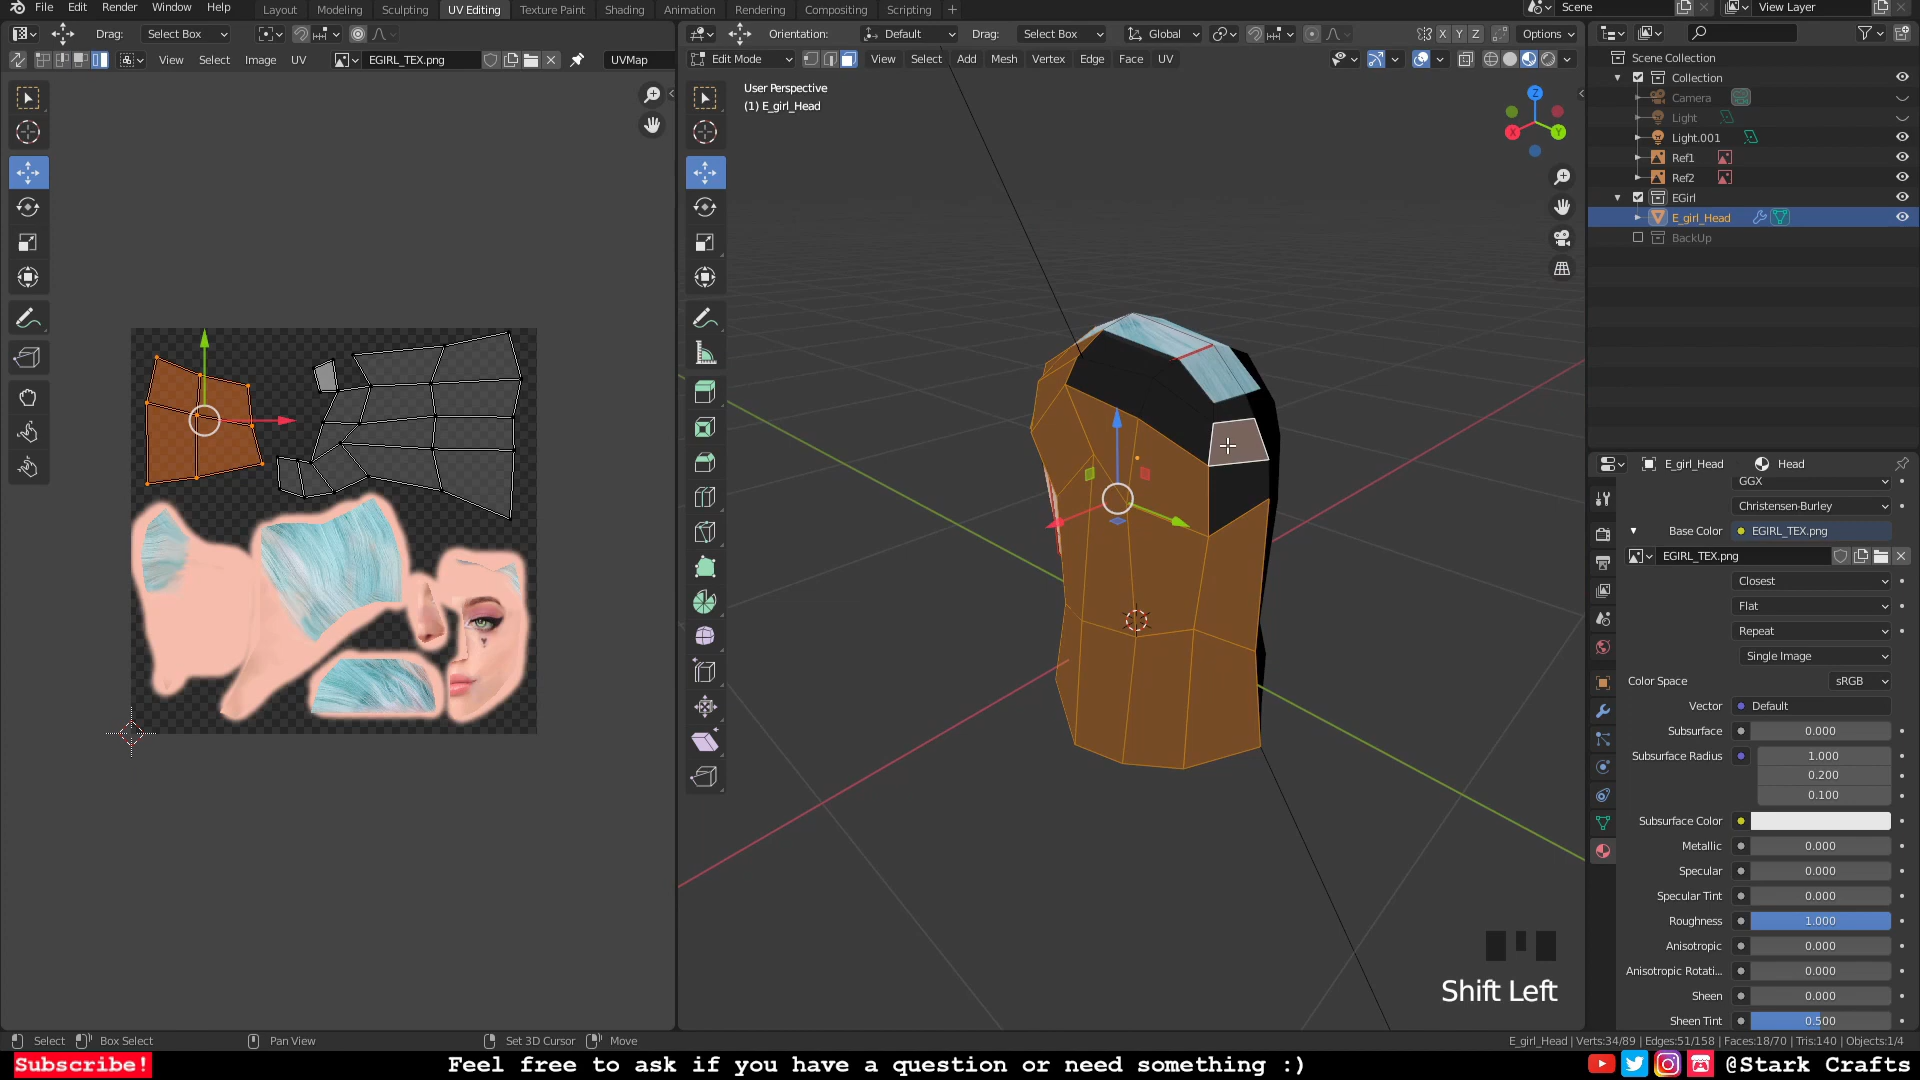 File Edit Render Window Help Layout Modeling Sculpting UV Editing Texture Paint Shading Animation Rendering Compositing Scripting + Scene View Layer
Drag: Select Box Orientation: Default Drag: Select Box Global X Y Z Options
View Select Image UV EGIRL_TEX.png UVMap Edit Mode View Select Add Mesh Vertex Edge Face UV
User Perspective
(1) E_girl_Head
Z
X
Y
Scene Collection
Collection
Camera
Light
Light.001
Ref1
Ref2
EGirl
E_girl_Head
BackUp
E_girl_Head Head
GGX
Christensen-Burley
Base Color EGIRL_TEX.png
EGIRL_TEX.png
Closest
Flat
Repeat
Single Image
Color Space sRGB
Vector Default
Subsurface 0.000
Subsurface Radius 1.000
0.200
0.100
Subsurface Color
Metallic 0.000
Specular 0.000
Specular Tint 0.000
Roughness 1.000
Anisotropic 0.000
Anisotropic Rotati... 0.000
Sheen 0.000
Sheen Tint 0.500
Shift Left
Select Box Select Pan View Set 3D Cursor Move E_girl_Head | Verts:34/89 | Edges:51/158 | Faces:18/70 | Tris:140 | Objects:1/4
Subscribe! Feel free to ask if you have a question or need something :) @Stark Crafts